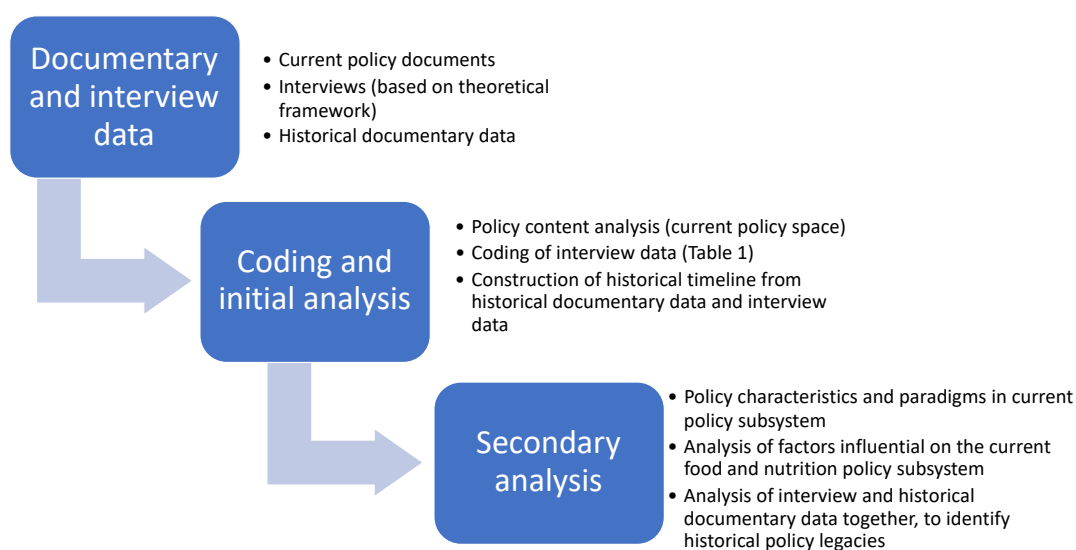 Documentary
and interview
data
• Current policy documents
• Interviews (based on theoretical
framework)
• Historical documentary data
Coding and
initial analysis
• Policy content analysis (current policy space)
• Coding of interview data (Table 1)
• Construction of historical timeline from
historical documentary data and interview
data
Secondary
analysis
• Policy characteristics and paradigms in current
policy subsystem
• Analysis of factors influential on the current
food and nutrition policy subsystem
• Analysis of interview and historical
documentary data together, to identify
historical policy legacies